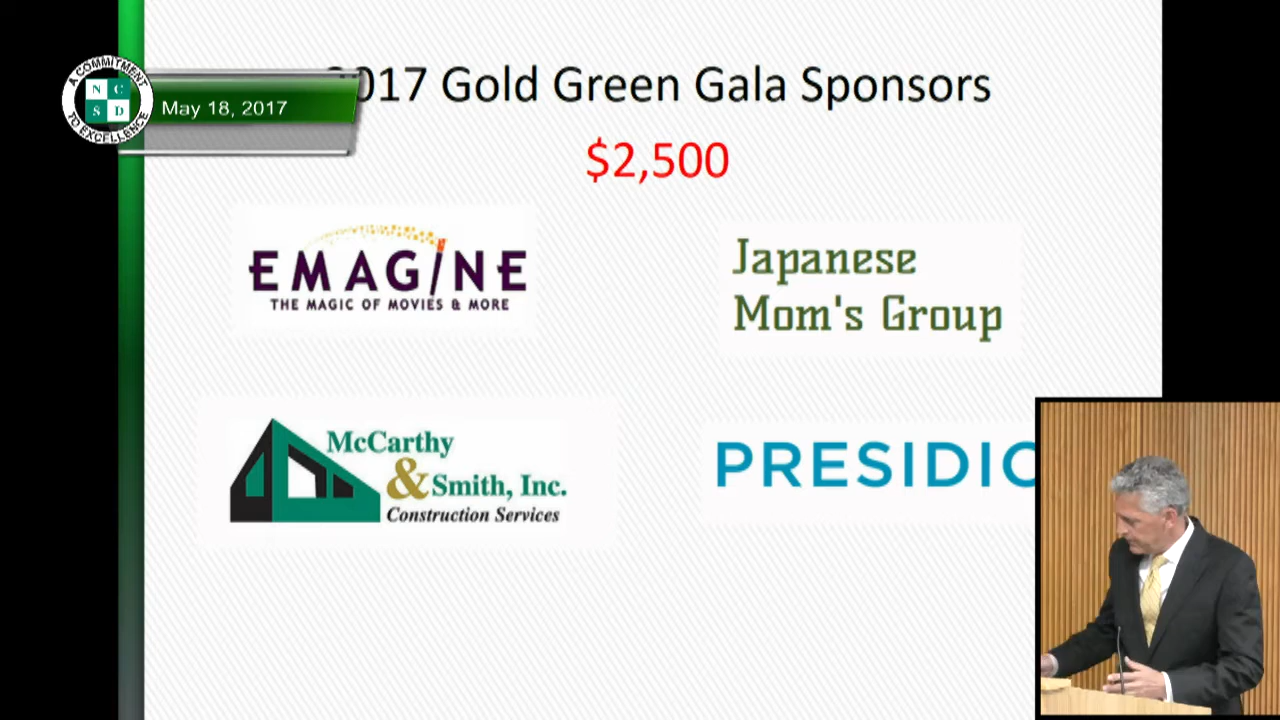 A COMMITMENT
TO EXCELLENCE
N C
S D
May 18, 2017
2017 Gold Green Gala Sponsors
$2,500
EMAGINE
THE MAGIC OF MOVIES & MORE
Japanese
Mom's Group
McCarthy
& Smith, Inc.
Construction Services
PRESIDIO